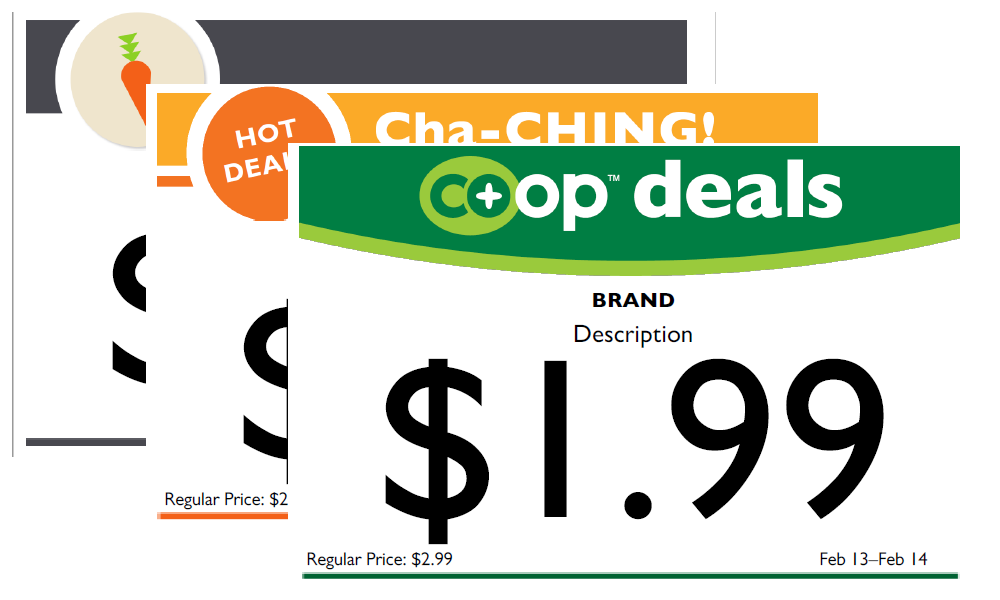 HOT
DEAL
Cha-CHING!
co+op™ deals
BRAND
Description
$1.99
$
$
Regular Price: $2
Regular Price: $2.99
Feb 13–Feb 14